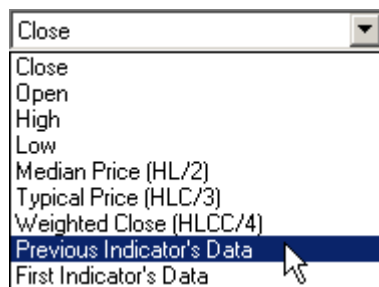 Close
Close
Open
High
Low
Median Price (HL/2)
Typical Price (HLC/3)
Weighted Close (HLCC/4)
Previous Indicator's Data
First Indicator's Data